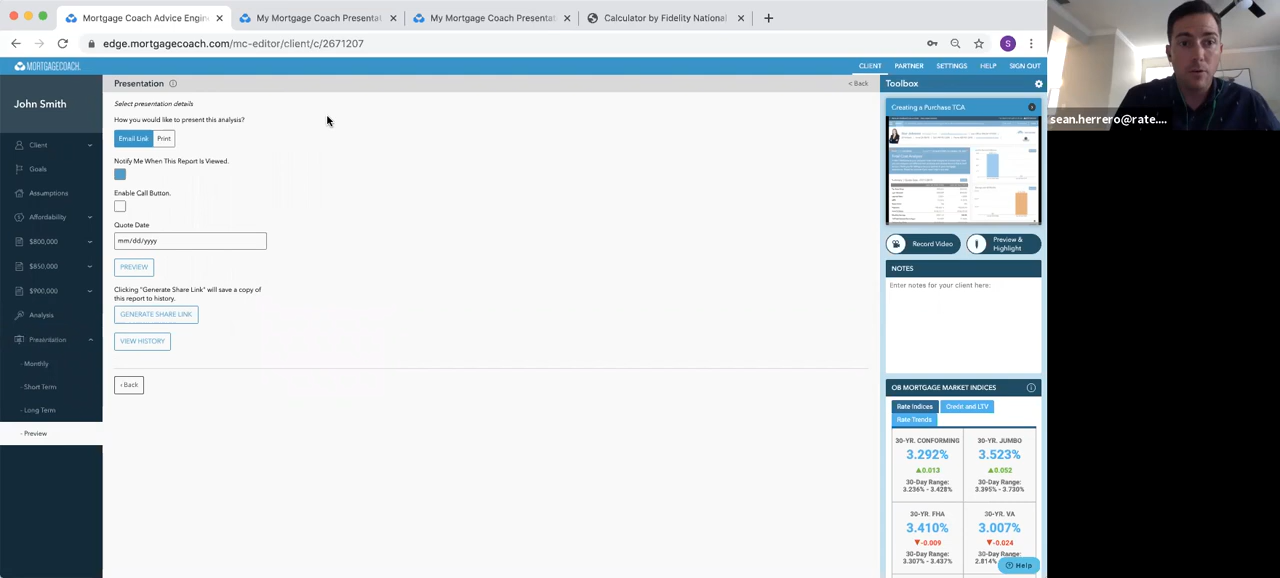 Mortgage Coach Advice Engin
My Mortgage Coach Presentat
My Mortgage Coach Presentat
Calculator by Fidelity National
edge.mortgagecoach.com/mc-editor/client/c/2671207
S
MORTGAGECOACH
CLIENT
PARTNER
SETTINGS
HELP
SIGN OUT
John Smith
Client
Goals
Assumptions
Affordability
$800,000
$850,000
$900,000
Analysis
Presentation
- Monthly
- Short Term
- Long Term
- Preview
Presentation
< Back
Select presentation details
How you would like to present this analysis?
Email Link
Print
Notify Me When This Report Is Viewed.
Enable Call Button.
Quote Date
mm/dd/yyyy
PREVIEW
Clicking "Generate Share Link" will save a copy of
this report to history.
GENERATE SHARE LINK
VIEW HISTORY
‹ Back
Toolbox
Creating a Purchase TCA
Record Video
Preview &
Highlight
NOTES
Enter notes for your client here:
OB MORTGAGE MARKET INDICES
Rate Indices
Credit and LTV
Rate Trends
30-YR. CONFORMING
3.292%
▲0.013
30-Day Range:
3.236% - 3.428%
30-YR. JUMBO
3.523%
▲0.052
30-Day Range:
3.395% - 3.730%
30-YR. FHA
3.410%
▼-0.009
30-Day Range:
3.307% - 3.437%
30-YR. VA
3.007%
▼-0.024
30-Day Range:
2.814%
Help
sean.herrero@rate....